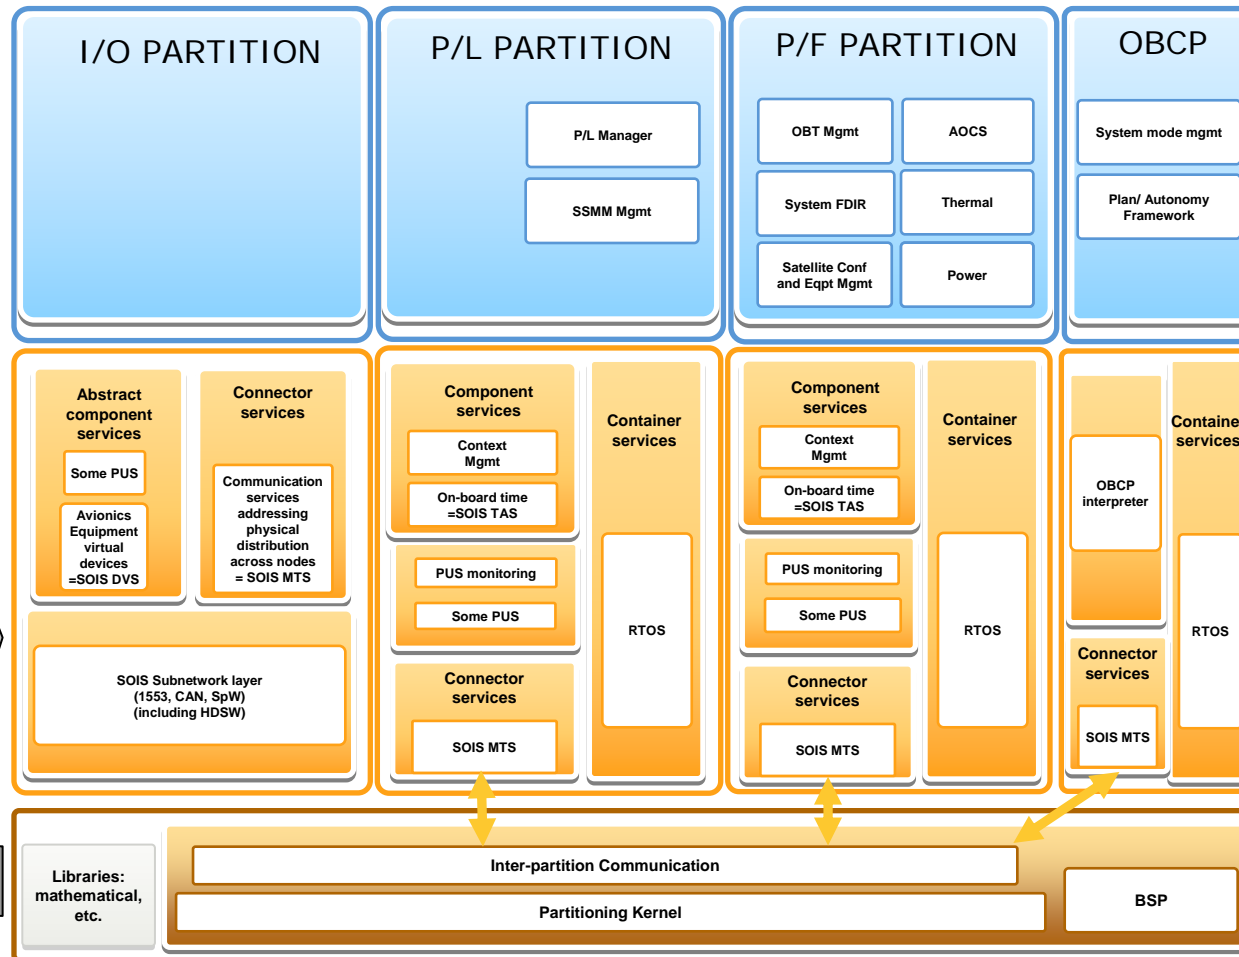 I/O PARTITION
P/L PARTITION
P/F PARTITION
OBCP
P/L Manager
SSMM Mgmt
OBT Mgmt
AOCS
System FDIR
Thermal
Satellite Conf
and Eqpt Mgmt
Power
System mode mgmt
Plan/ Autonomy
Framework
Abstract
component
services
Some PUS
Avionics
Equipment
virtual
devices
=SOIS DVS
Connector
services
Communication
services
addressing
physical
distribution
across nodes
= SOIS MTS
SOIS Subnetwork layer
(1553, CAN, SpW)
(including HDSW)
Component
services
Context
Mgmt
On-board time
=SOIS TAS
PUS monitoring
Some PUS
Connector
services
SOIS MTS
Container
services
RTOS
Component
services
Context
Mgmt
On-board time
=SOIS TAS
PUS monitoring
Some PUS
Connector
services
SOIS MTS
Container
services
RTOS
OBCP
interpreter
Connector
services
SOIS MTS
Container
services
RTOS
Libraries:
mathematical,
etc.
Inter-partition Communication
Partitioning Kernel
BSP